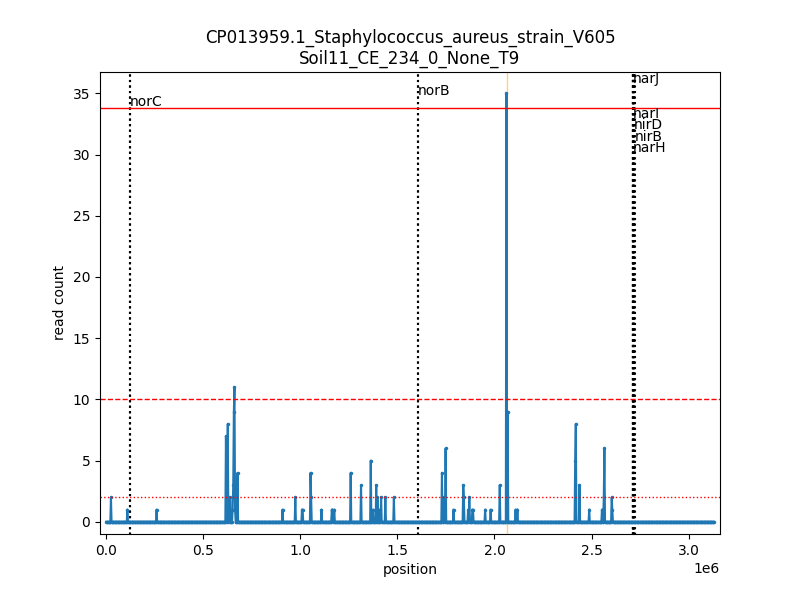 CP013959.1_Staphylococcus_aureus_strain_V605
Soil11_CE_234_0_None_T9
narJ
norB
norC
narI
nirD
nirB
narH
35
30
25
20
15
10
5
0
read count
0.0
0.5
1.0
1.5
2.0
2.5
3.0
1e6
position